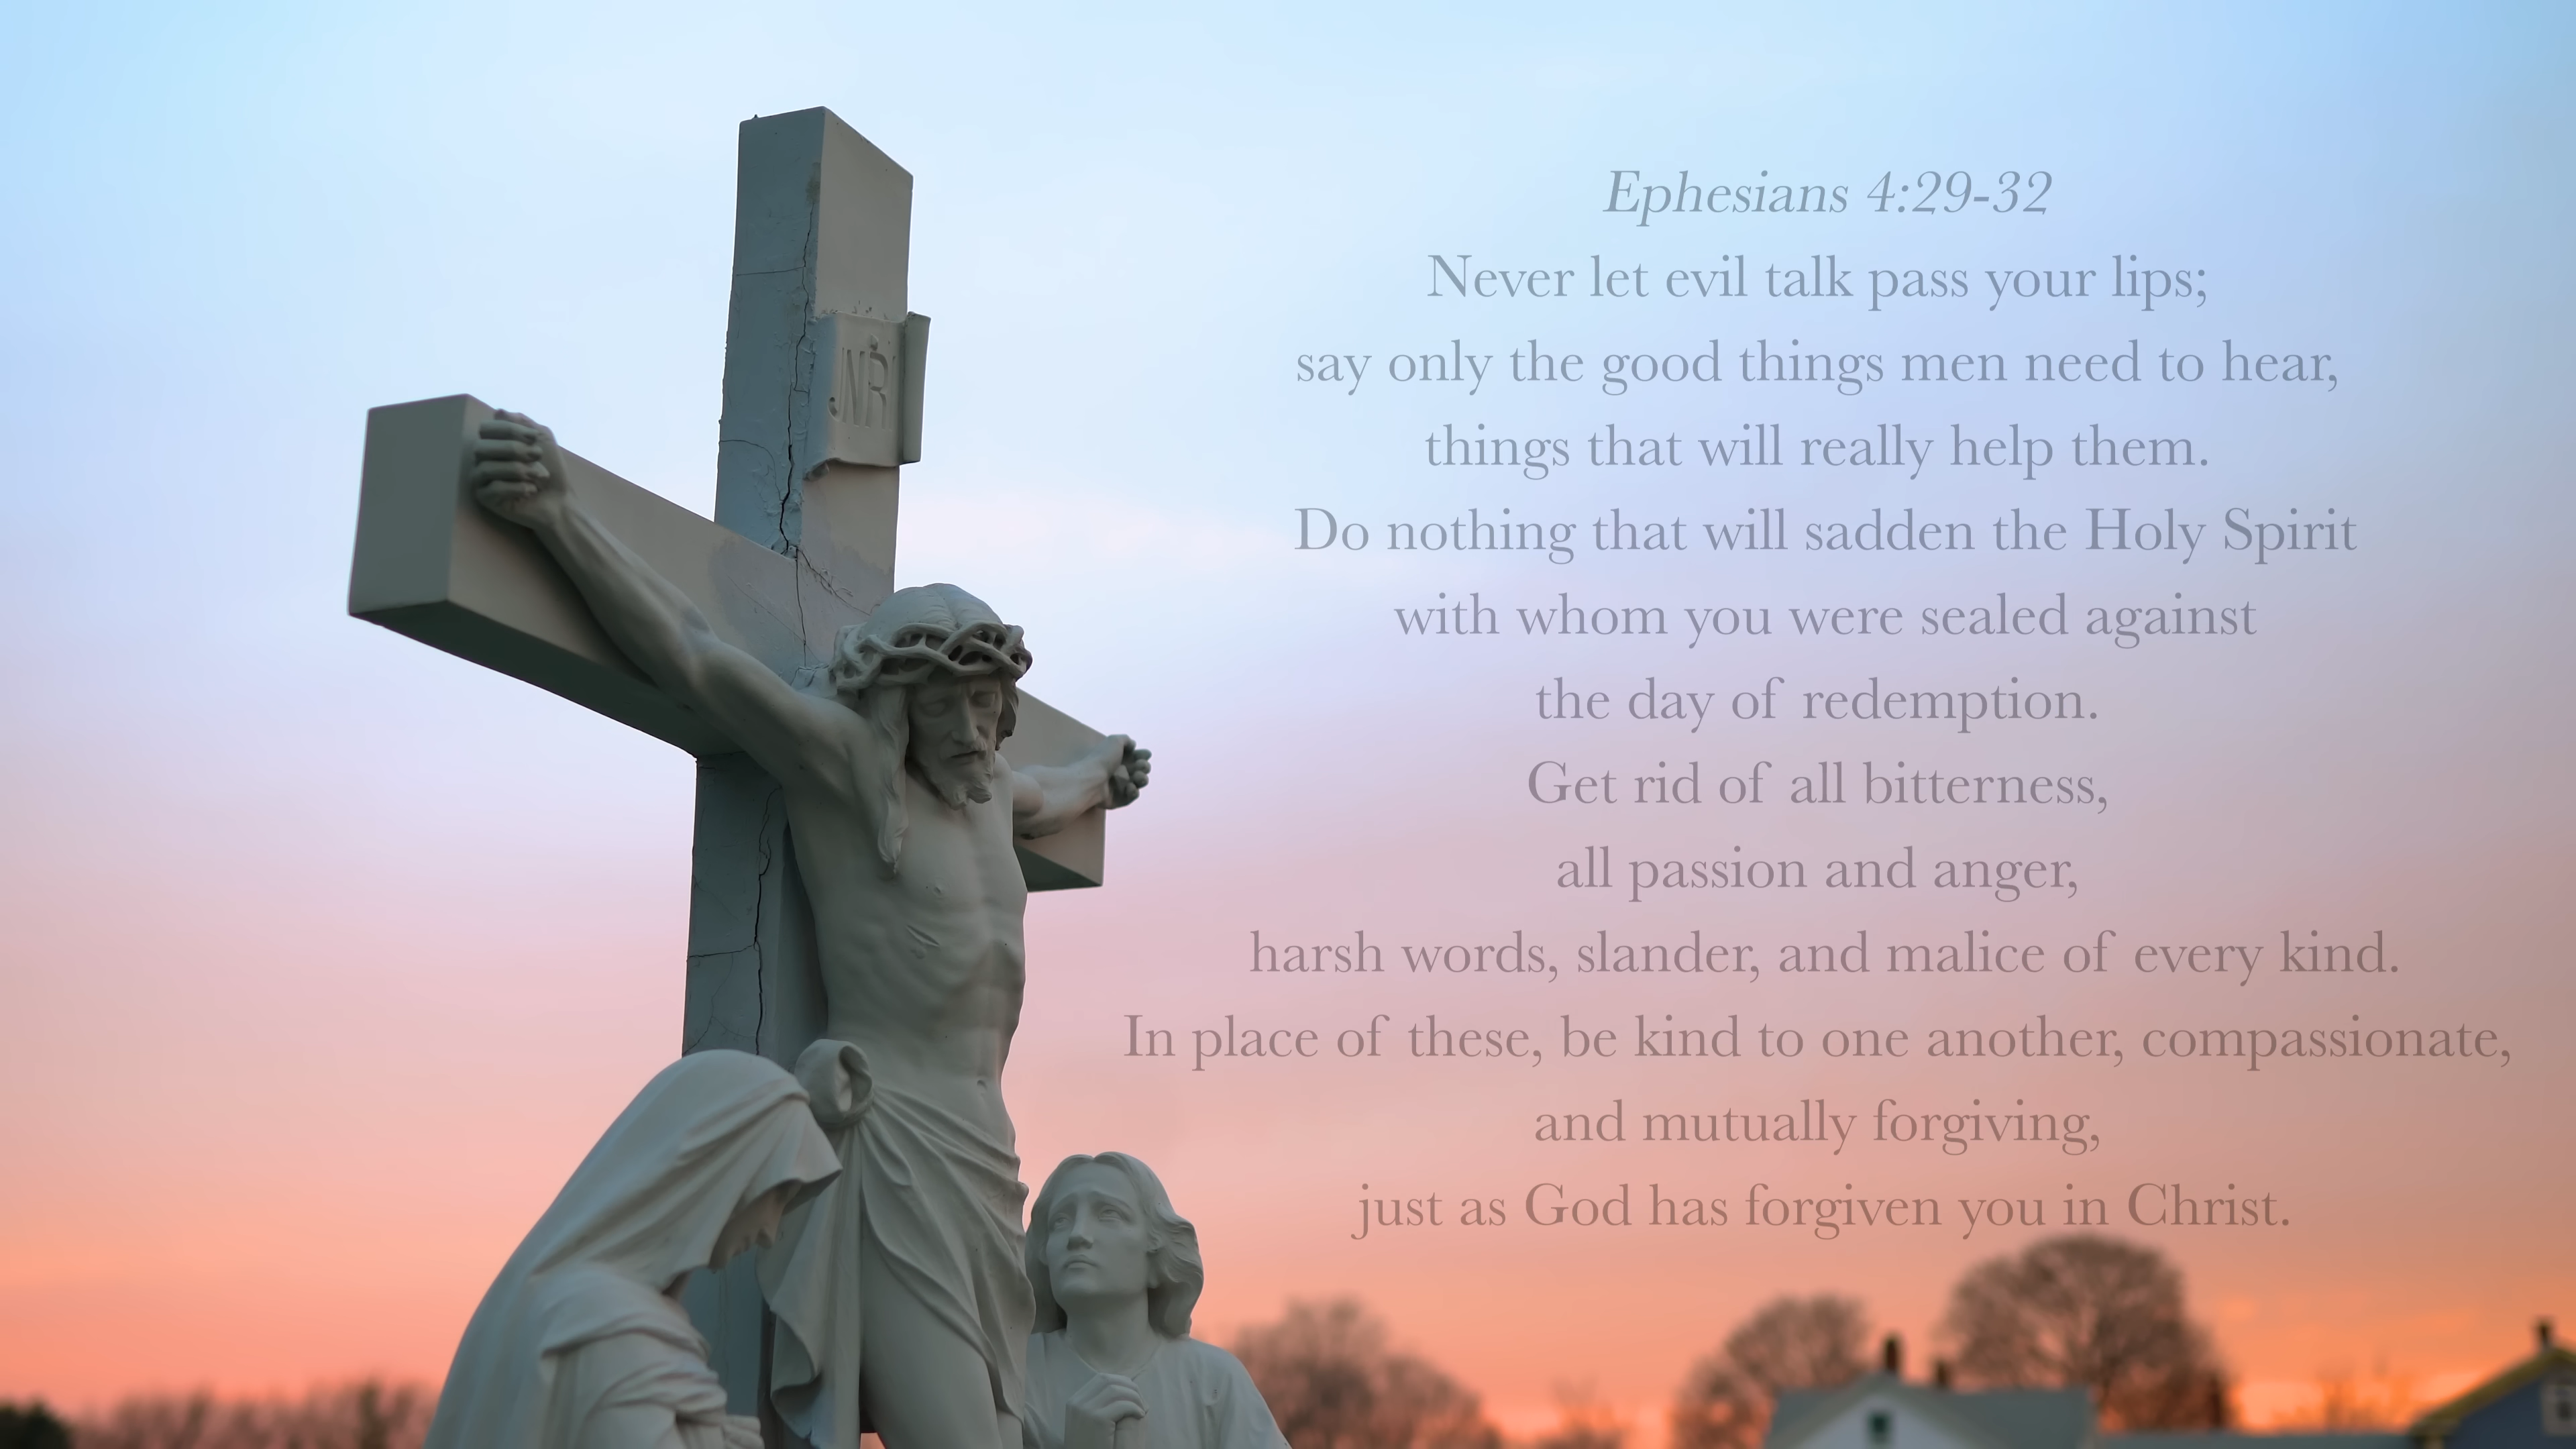 JNRI
Ephesians 4:29-32
Never let evil talk pass your lips;
say only the good things men need to hear,
things that will really help them.
Do nothing that will sadden the Holy Spirit
with whom you were sealed against
the day of redemption.
Get rid of all bitterness,
all passion and anger,
harsh words, slander, and malice of every kind.
In place of these, be kind to one another, compassionate,
and mutually forgiving,
just as God has forgiven you in Christ.